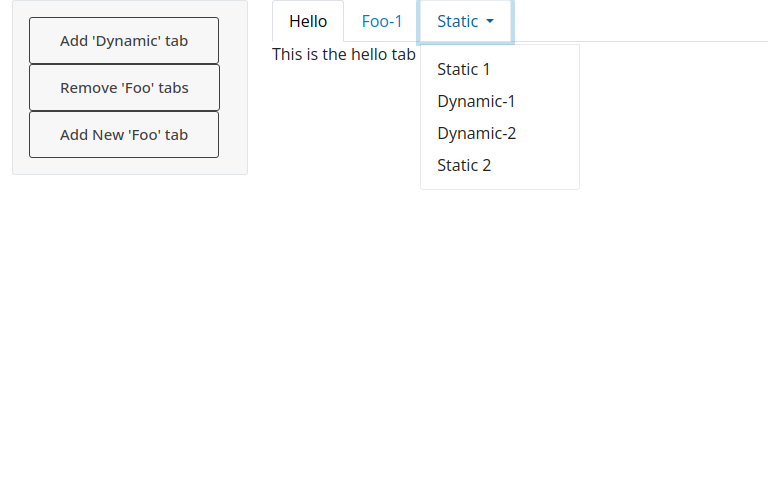 Add 'Dynamic' tab
Remove 'Foo' tabs
Add New 'Foo' tab
Hello
Foo-1
Static
This is the hello tab
Static 1
Dynamic-1
Dynamic-2
Static 2